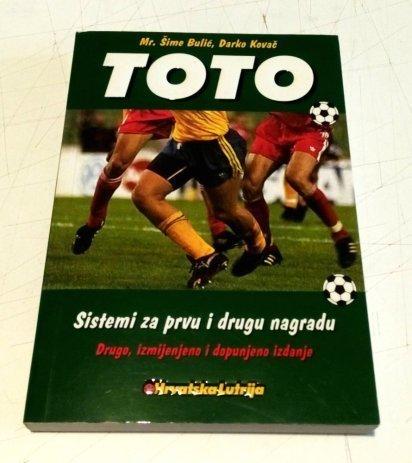 Mr. Šime Bulić, Darko Kovač
TOTO
Sistemi za prvu i drugu nagradu
Drugo, izmijenjeno i dopunjeno izdanje
Hrvatska Lutrija